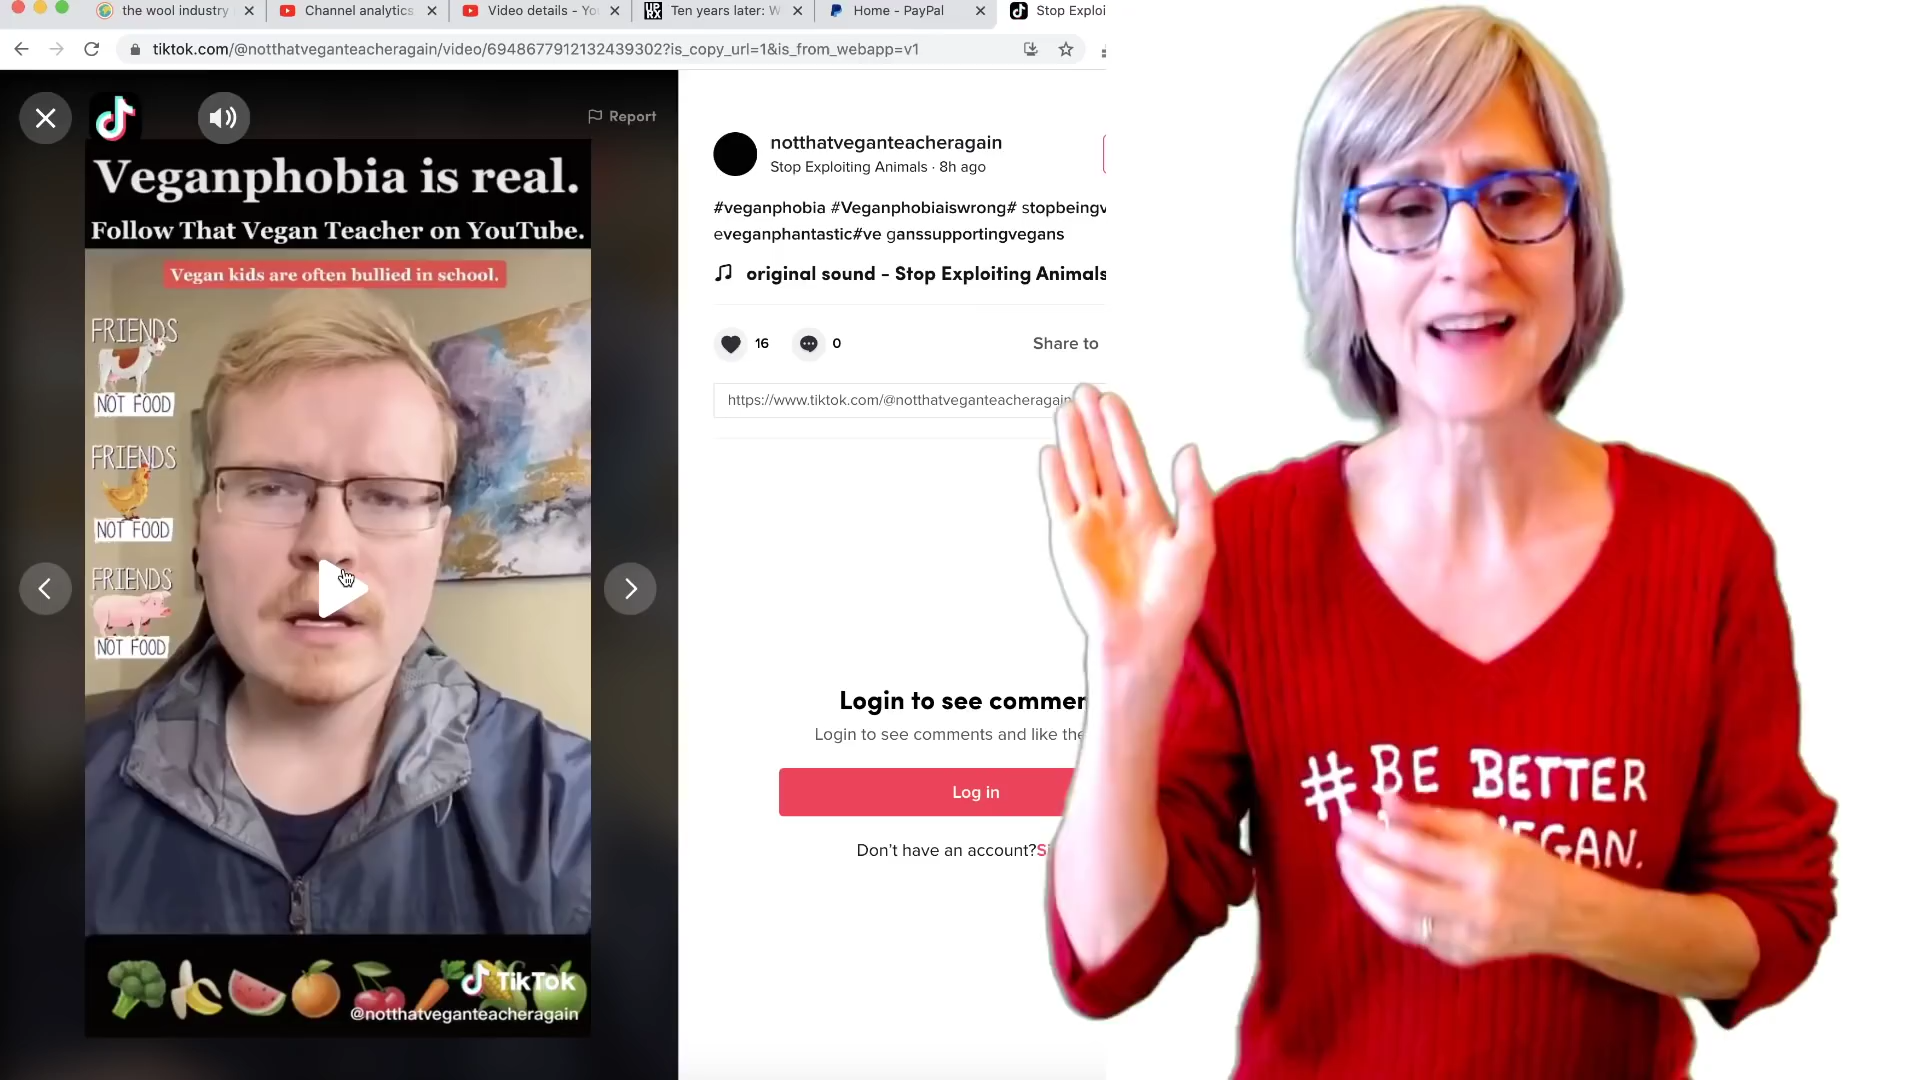 the wool industry
Channel analytics
Video details - Yo
UP
RX
Ten years later: W
Home - PayPal
Stop Exploi
tiktok.com/@notthatveganteacheragain/video/6948677912132439302?is_copy_url=1&is_from_webapp=v1
Report
Veganphobia is real.
Follow That Vegan Teacher on YouTube.
Vegan kids are often bullied in school.
FRIENDS
NOT FOOD
FRIENDS
NOT FOOD
FRIENDS
NOT FOOD
TikTok
@notthatveganteacheragain
notthatveganteacheragain
Stop Exploiting Animals · 8h ago
#veganphobia #Veganphobiaiswrong# stopbeingv
eveganphantastic#ve ganssupportingvegans
original sound - Stop Exploiting Animals
16
0
Share to
https://www.tiktok.com/@notthatveganteacheragain
Login to see commen
Login to see comments and like the
Log in
Don't have an account?Si
#BE BETTER
VEGAN.